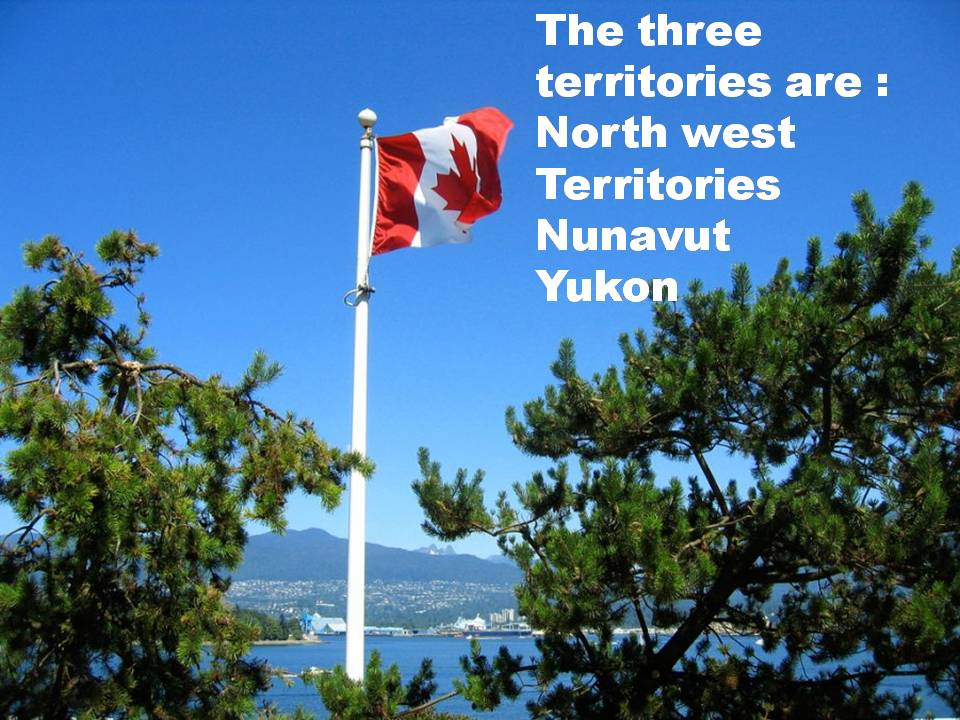 The three
territories are :
North west
Territories
Nunavut
Yukon